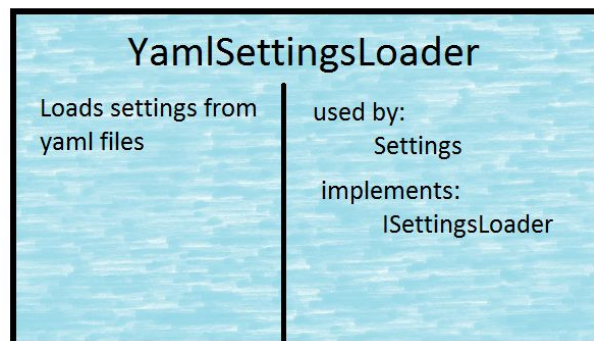 YamlSettingsLoader
Loads settings from
yaml files
used by:
Settings
implements:
ISettingsLoader